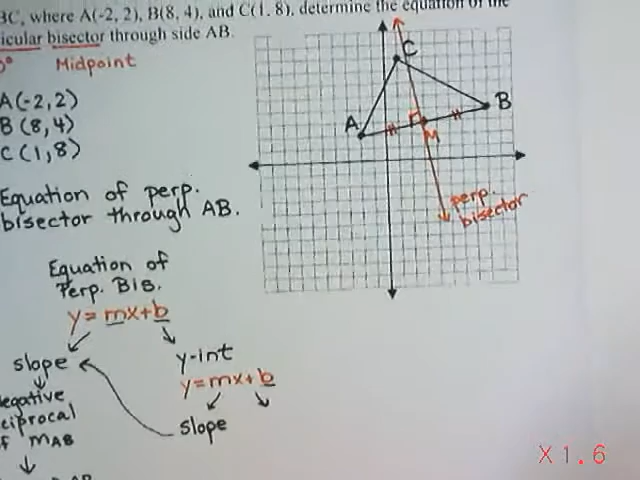 BC, where A(-2, 2), B(8, 4), and C(1, 8), determine the equation of the
icular bisector through side AB.
0° Midpoint
A(-2,2)
B(8,4)
C(1,8)
C
A
B
M
perp.
bisector
Equation of perp.
bisector through AB.
Equation of
Perp. Bis.
y=mx+b
slope
y-int
y=mx+b
slope
egative
ciprocal
f mAB
X1.6